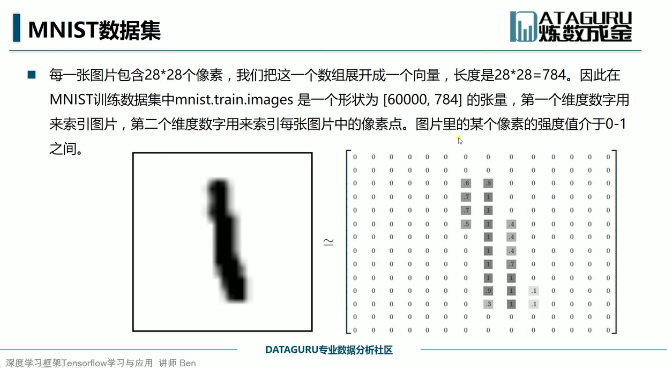 MNIST数据集
DATAGURU
炼数成金
每一张图片包含28*28个像素，我们把这一个数组展开成一个向量，长度是28*28=784。因此在
MNIST训练数据集中mnist.train.images 是一个形状为 [60000, 784] 的张量，第一个维度数字用
来索引图片，第二个维度数字用来索引每张图片中的像素点。图片里的某个像素的强度值介于0-1
之间。
≃
0 0 0 0 0 0 0 0 0 0 0 0 0 0
0 0 0 0 0 0 0 0 0 0 0 0 0 0
0 0 0 0 0 0 .6 .8 0 0 0 0 0 0
0 0 0 0 0 0 .7 1 0 0 0 0 0 0
0 0 0 0 0 0 .7 1 0 0 0 0 0 0
0 0 0 0 0 0 .5 1 .4 0 0 0 0 0
0 0 0 0 0 0 0 1 .4 0 0 0 0 0
0 0 0 0 0 0 0 1 .4 0 0 0 0 0
0 0 0 0 0 0 0 1 .7 0 0 0 0 0
0 0 0 0 0 0 0 1 1 0 0 0 0 0
0 0 0 0 0 0 0 .9 1 .1 0 0 0 0
0 0 0 0 0 0 0 .3 1 .1 0 0 0 0
0 0 0 0 0 0 0 0 0 0 0 0 0 0
0 0 0 0 0 0 0 0 0 0 0 0 0 0
DATAGURU专业数据分析社区
深度学习框架Tensorflow学习与应用 讲师 Ben